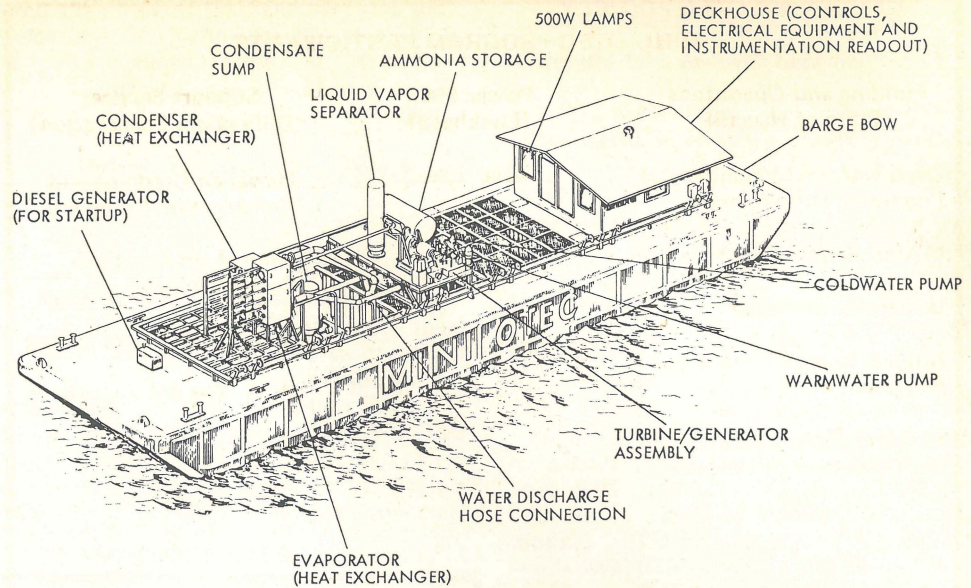 500W LAMPS
DECKHOUSE (CONTROLS,
ELECTRICAL EQUIPMENT AND
INSTRUMENTATION READOUT)
CONDENSATE
SUMP
AMMONIA STORAGE
LIQUID VAPOR
SEPARATOR
BARGE BOW
CONDENSER
(HEAT EXCHANGER)
DIESEL GENERATOR
(FOR STARTUP)
COLDWATER PUMP
MINI OTEC
WARMWATER PUMP
TURBINE/GENERATOR
ASSEMBLY
WATER DISCHARGE
HOSE CONNECTION
EVAPORATOR
(HEAT EXCHANGER)